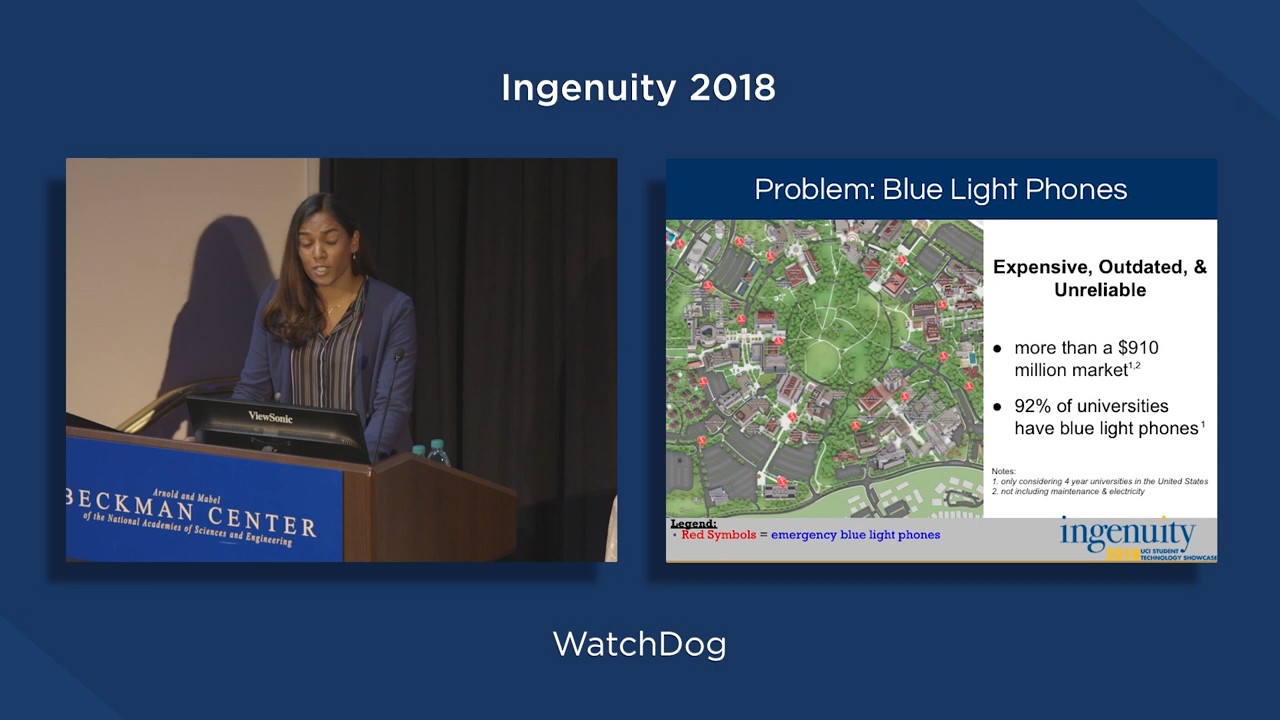 Ingenuity 2018
ViewSonic
Arnold and Mabel
BECKMAN CENTER
of the National Academies of Sciences and Engineering
Problem: Blue Light Phones
Expensive, Outdated, &
Unreliable
● more than a $910
million market1,2
● 92% of universities
have blue light phones1
Notes:
1. only considering 4 year universities in the United States
2. not including maintenance & electricity
Legend:
• Red Symbols = emergency blue light phones
ingenuity
2018 UCI STUDENT
TECHNOLOGY SHOWCASE
WatchDog